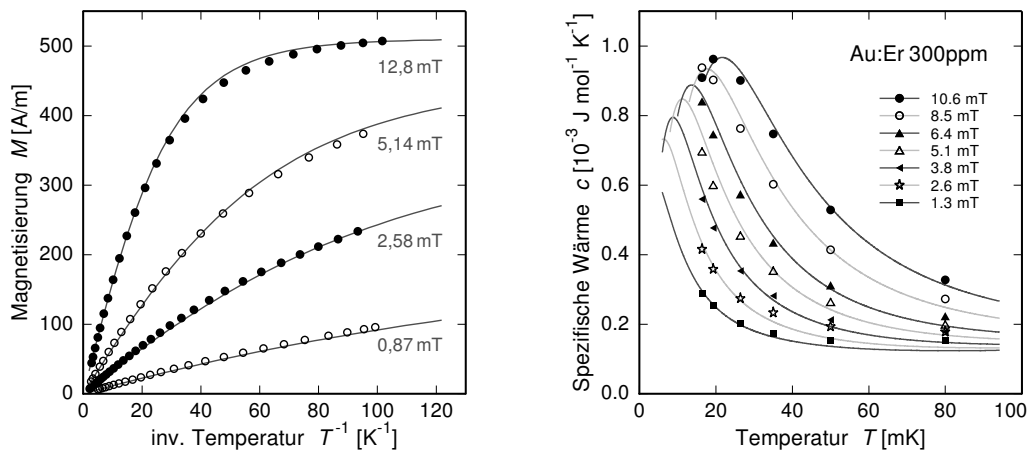 Magnetisierung M [A/m]
500
400
300
200
100
0
12,8 mT
5,14 mT
2,58 mT
0,87 mT
0 20 40 60 80 100 120
inv. Temperatur T⁻¹ [K⁻¹]
Spezifische Wärme c [10⁻³ J mol⁻¹ K⁻¹]
1.0
0.8
0.6
0.4
0.2
0.0
Au:Er 300ppm
10.6 mT
8.5 mT
6.4 mT
5.1 mT
3.8 mT
2.6 mT
1.3 mT
0 20 40 60 80 100
Temperatur T [mK]